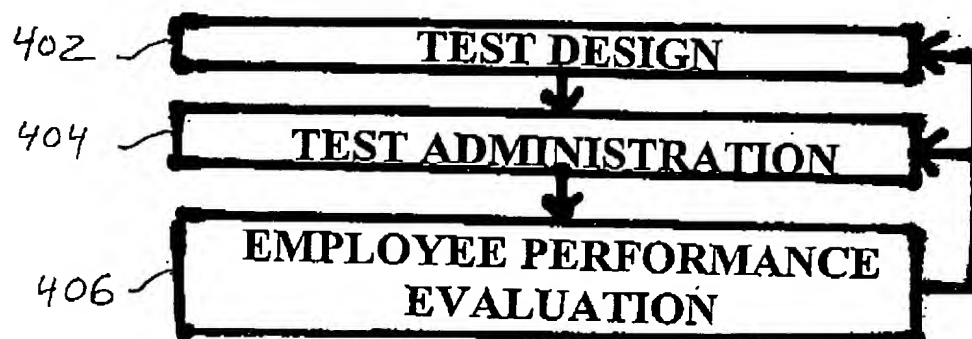 402 TEST DESIGN
404 TEST ADMINISTRATION
406 EMPLOYEE PERFORMANCE
EVALUATION